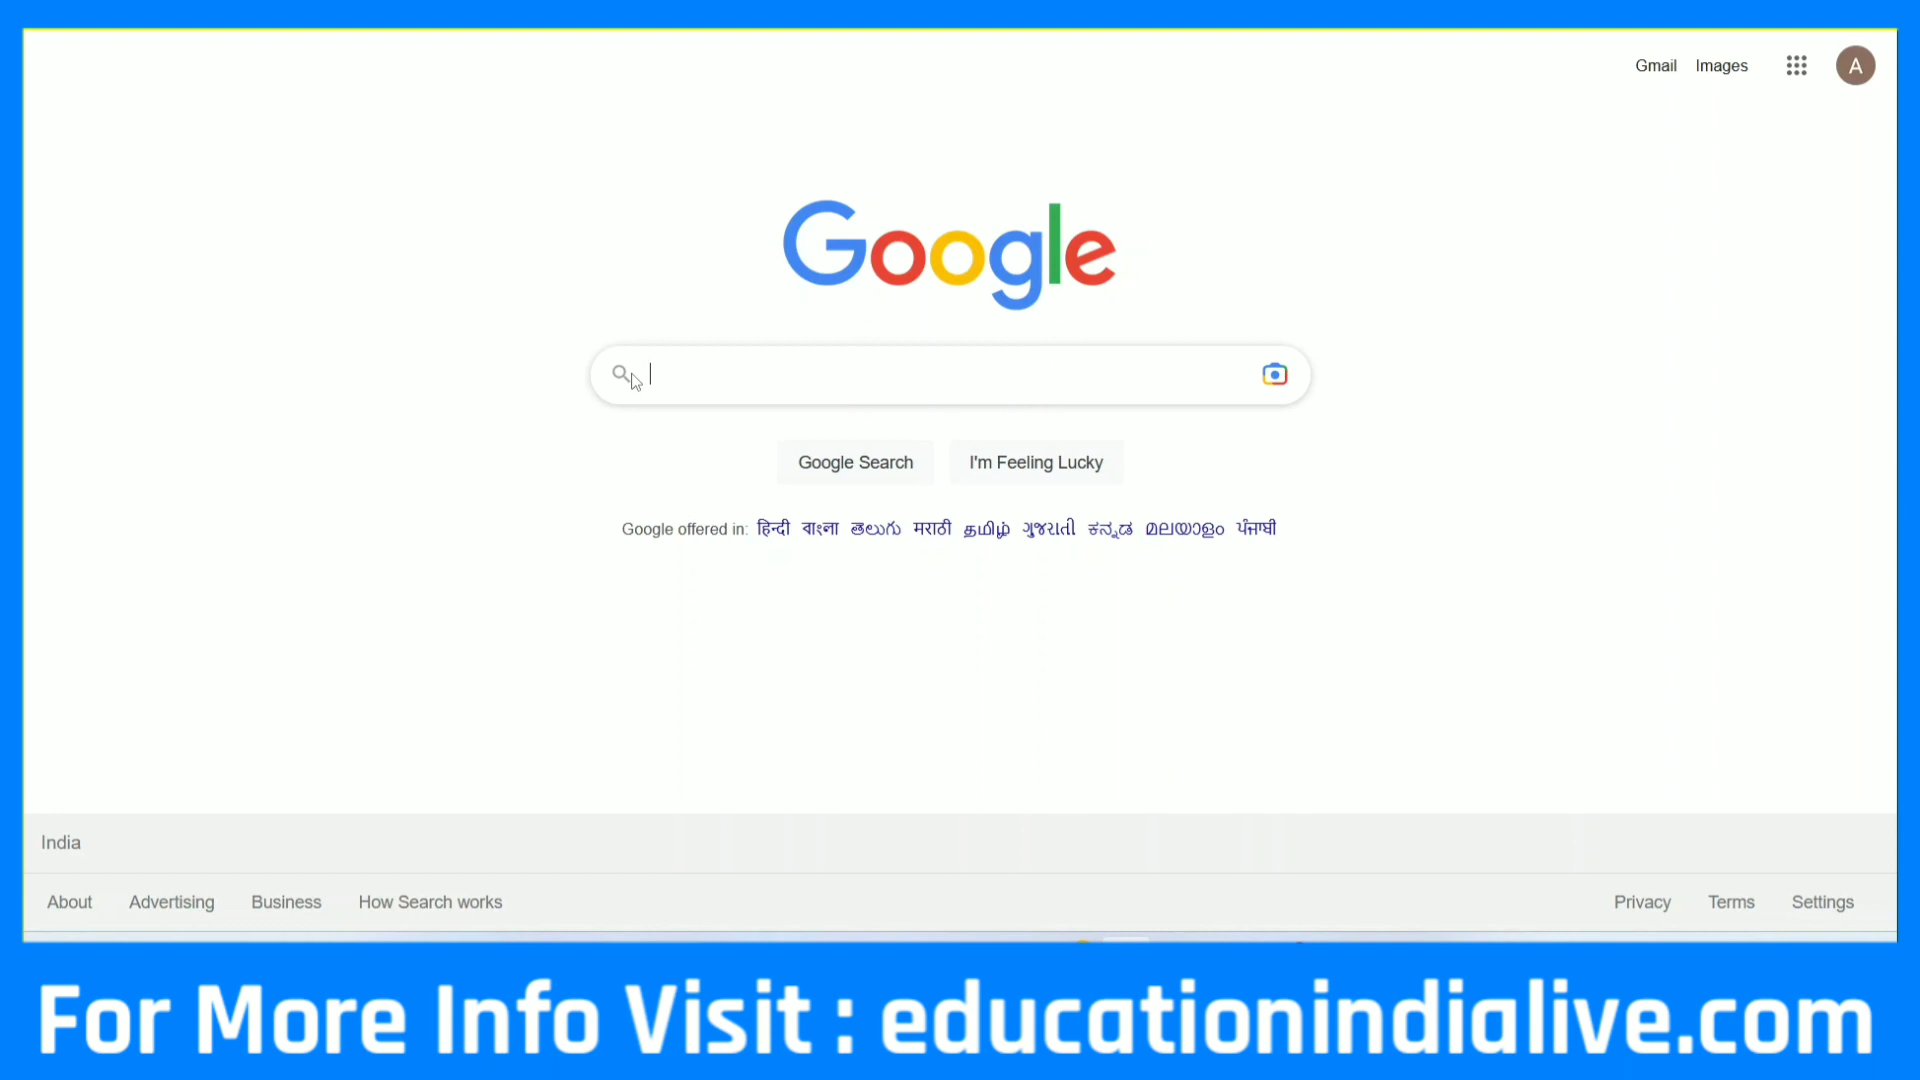 Gmail Images A
Google
Google Search I'm Feeling Lucky
Google offered in: हिन्दी বাংলা తెలుగు मराठी தமிழ் ગુજરાતી ಕನ್ನಡ മലയാളം ਪੰਜਾਬੀ
India
About Advertising Business How Search works Privacy Terms Settings
For More Info Visit : educationindialive.com